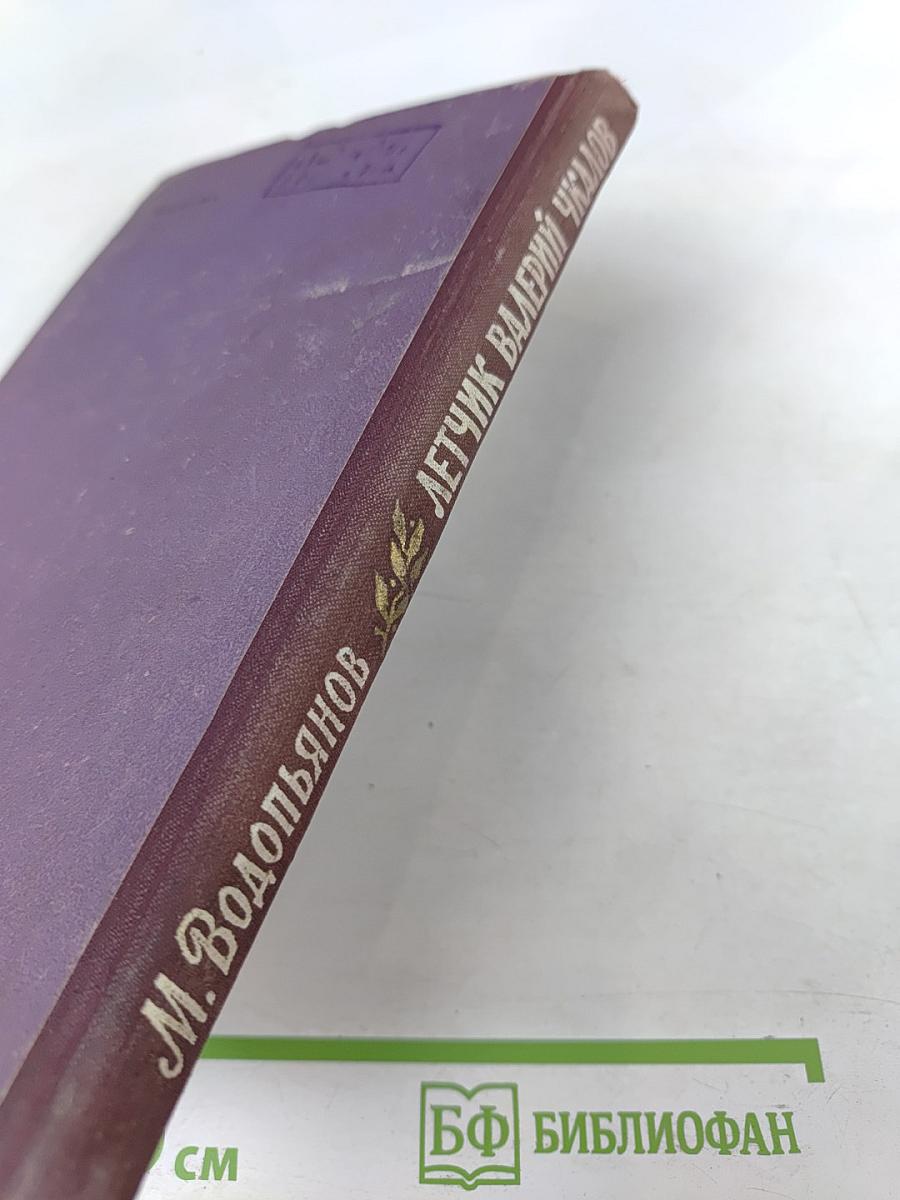 М. Водопьянов ЛЕТЧИК ВАЛЕРИЙ ЧКАЛОВ
см
БФ БИБЛИОФАН